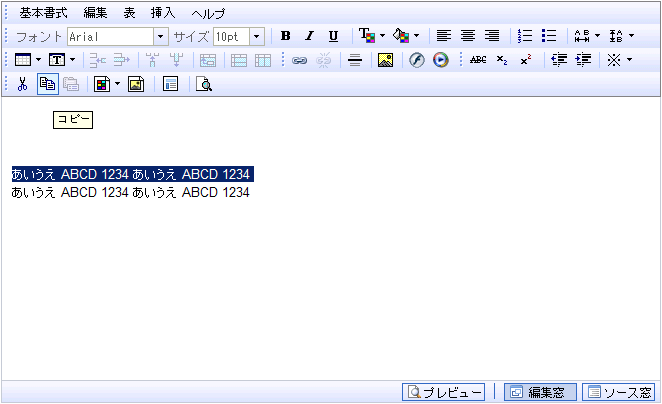 基本書式 編集 表 挿入 ヘルプ
フォント Arial サイズ 10pt B I U T A B A B
T ABC x₂ x² ※
コピー
あいうえ ABCD 1234 あいうえ ABCD 1234
あいうえ ABCD 1234 あいうえ ABCD 1234
プレビュー 編集窓 ソース窓